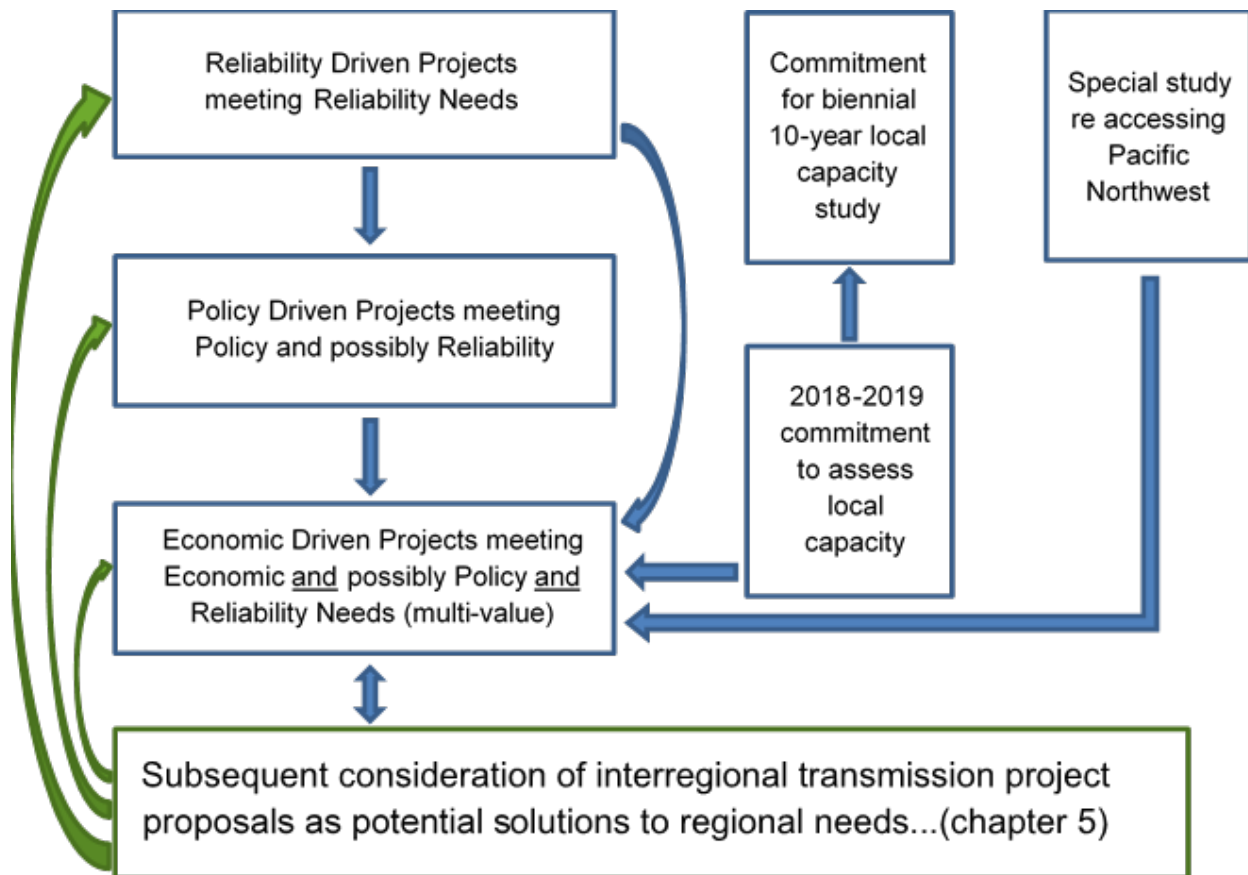 Reliability Driven Projects
meeting Reliability Needs
Commitment
for biennial
10-year local
capacity
study
Special study
re accessing
Pacific
Northwest
Policy Driven Projects meeting
Policy and possibly Reliability
2018-2019
commitment
to assess
local
capacity
Economic Driven Projects meeting
Economic and possibly Policy and
Reliability Needs (multi-value)
Subsequent consideration of interregional transmission project
proposals as potential solutions to regional needs...(chapter 5)